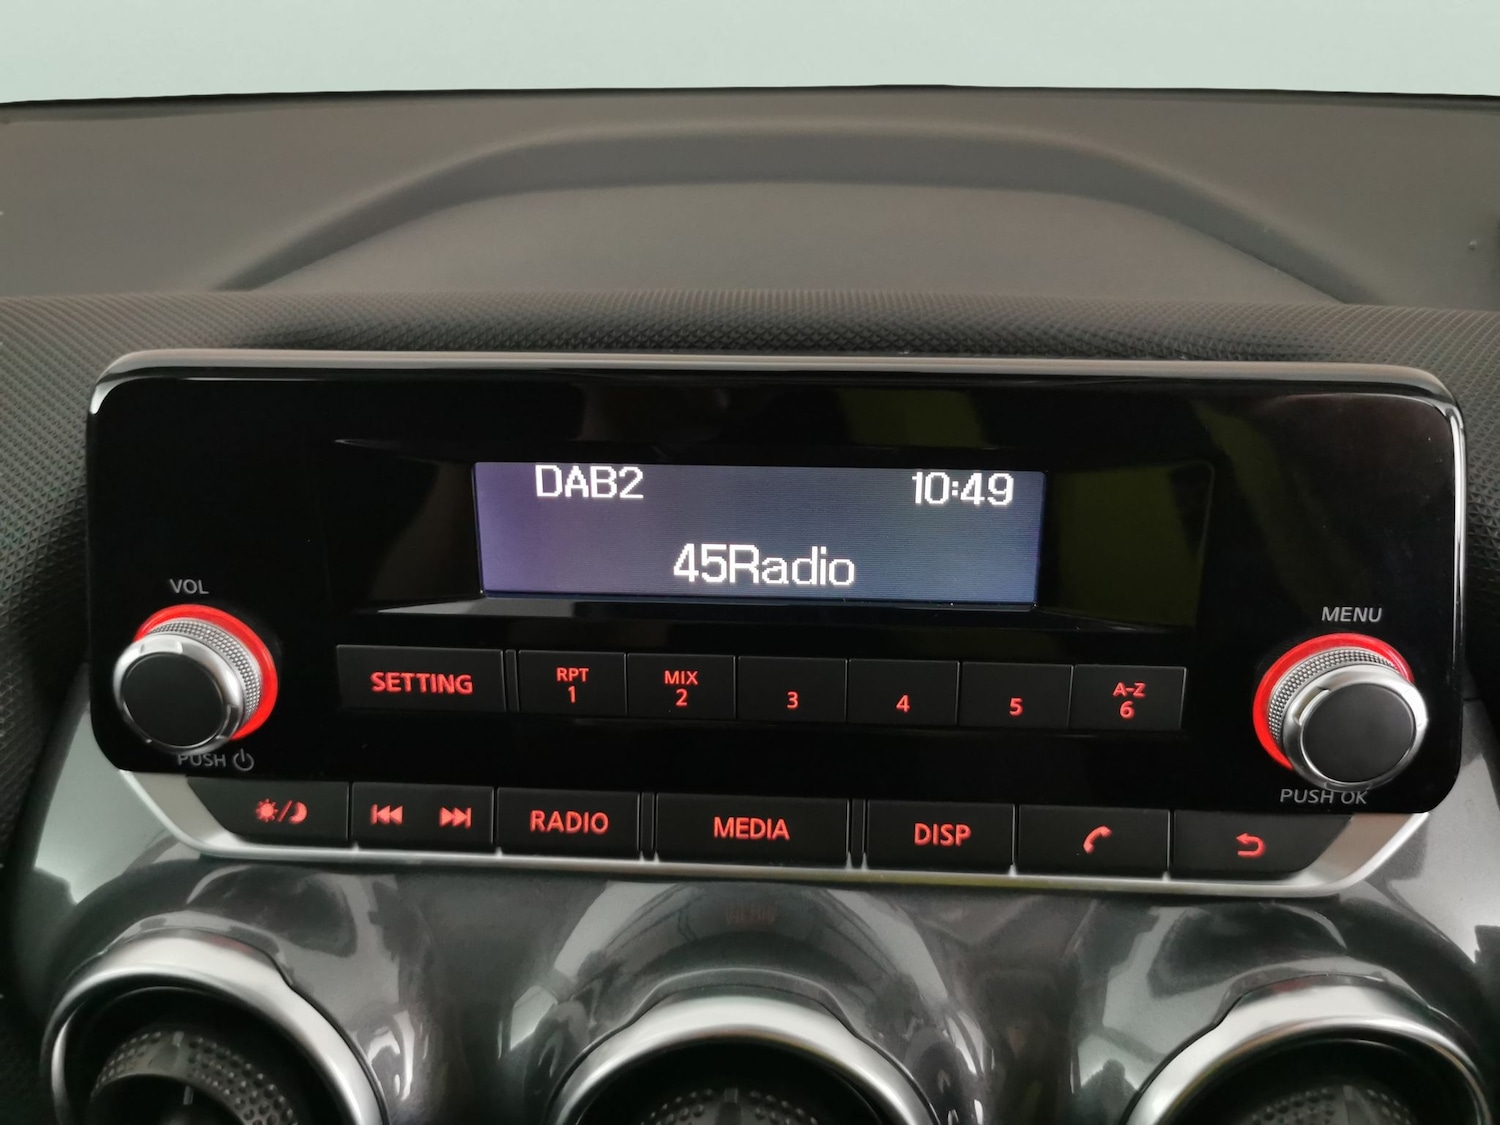 DAB2 10:49
45Radio
VOL
MENU
SETTING
RPT
1
MIX
2
3
4
5
A-Z
6
PUSH
PUSH OK
RADIO
MEDIA
DISP